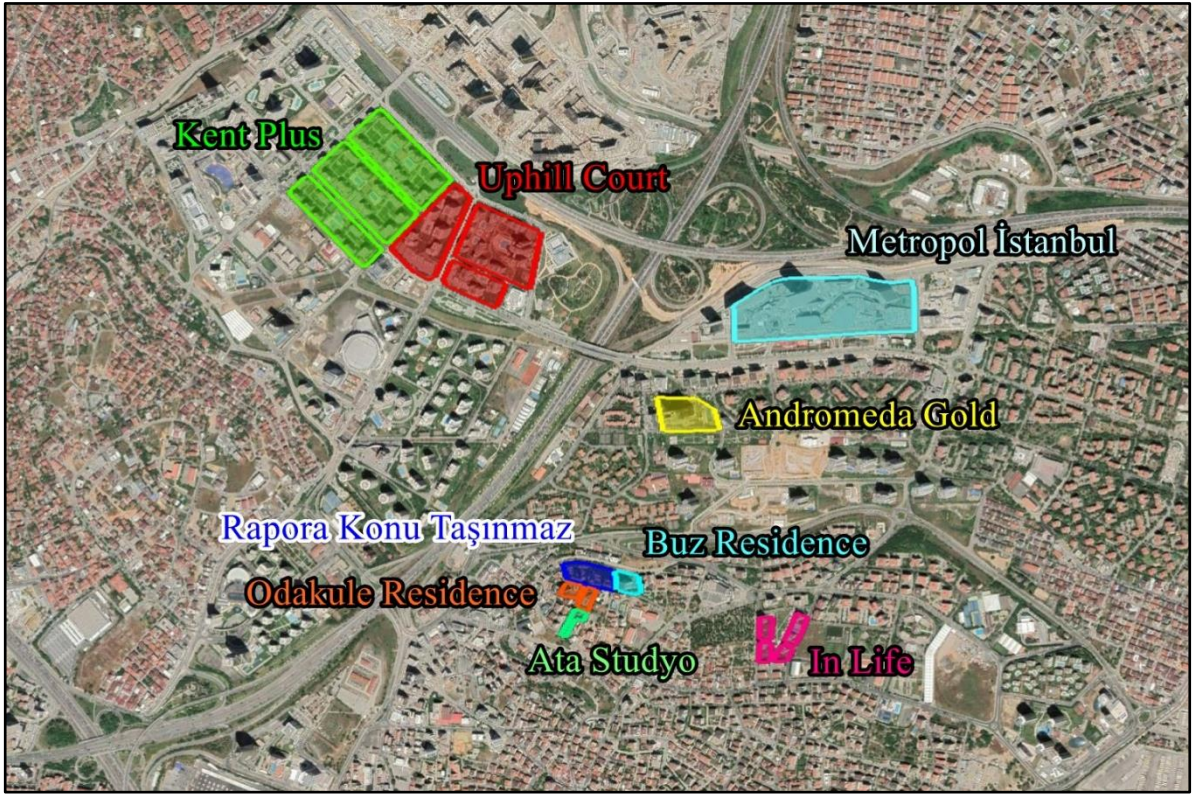 Kent Plus
Uphill Court
Metropol İstanbul
Andromeda Gold
Rapora Konu Taşınmaz
Buz Residence
Odakule Residence
Ata Studyo
In Life